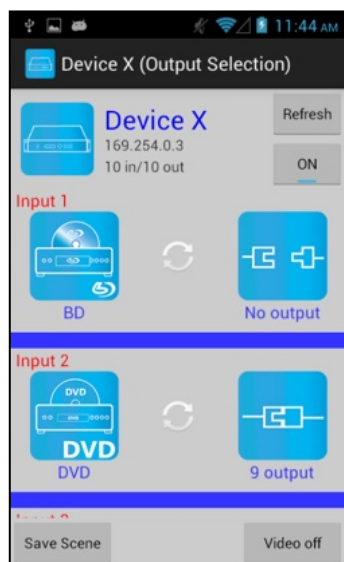 11:44 AM
Device X (Output Selection)
Device X
Refresh
169.254.0.3
10 in/10 out
ON
Input 1
BD
No output
Input 2
DVD
DVD
DVD
9 output
Save Scene
Video off